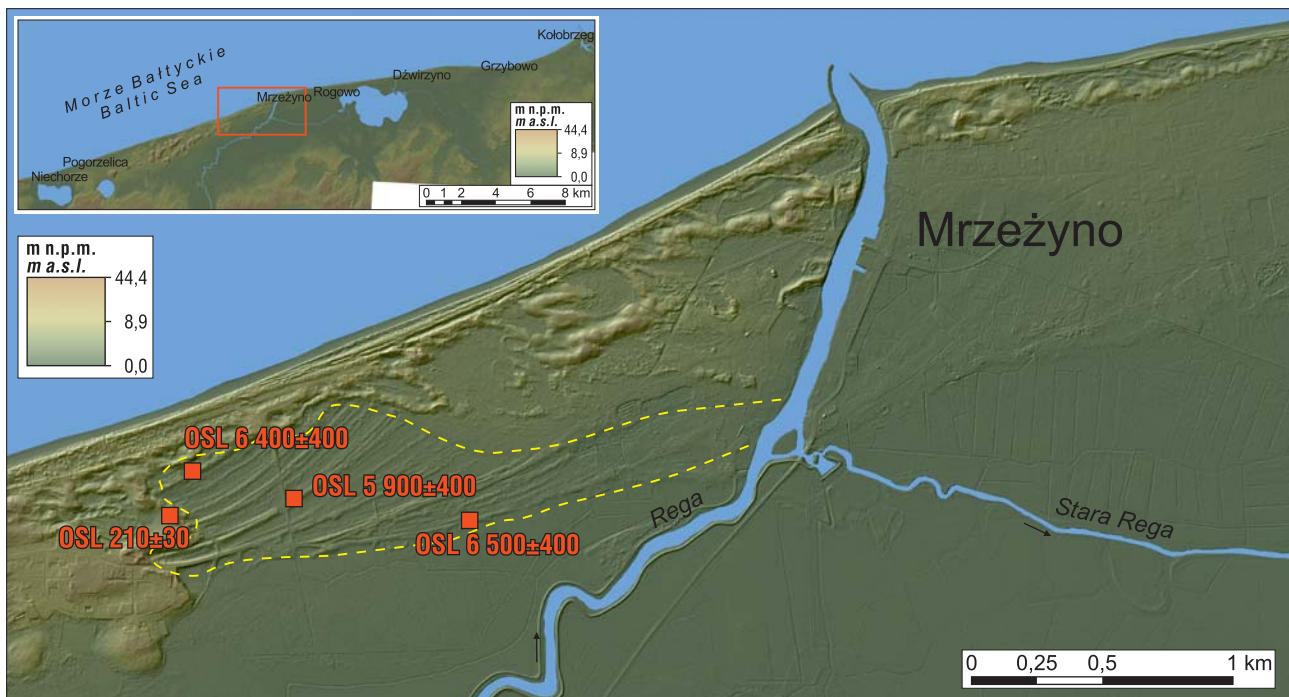 Morze Bałtyckie
Baltic Sea
Kołobrzeg
Grzybowo
Dźwirzyno
Rogowo
Mrzeżyno
Pogorzelica
Niechorze
m n.p.m.
m a.s.l.
44,4
8,9
0,0
0 1 2 4 6 8 km
m n.p.m.
m a.s.l.
44,4
8,9
0,0
Mrzeżyno
OSL 6 400±400
OSL 5 900±400
OSL 210±30
OSL 6 500±400
Rega
Stara Rega
0 0,25 0,5 1 km